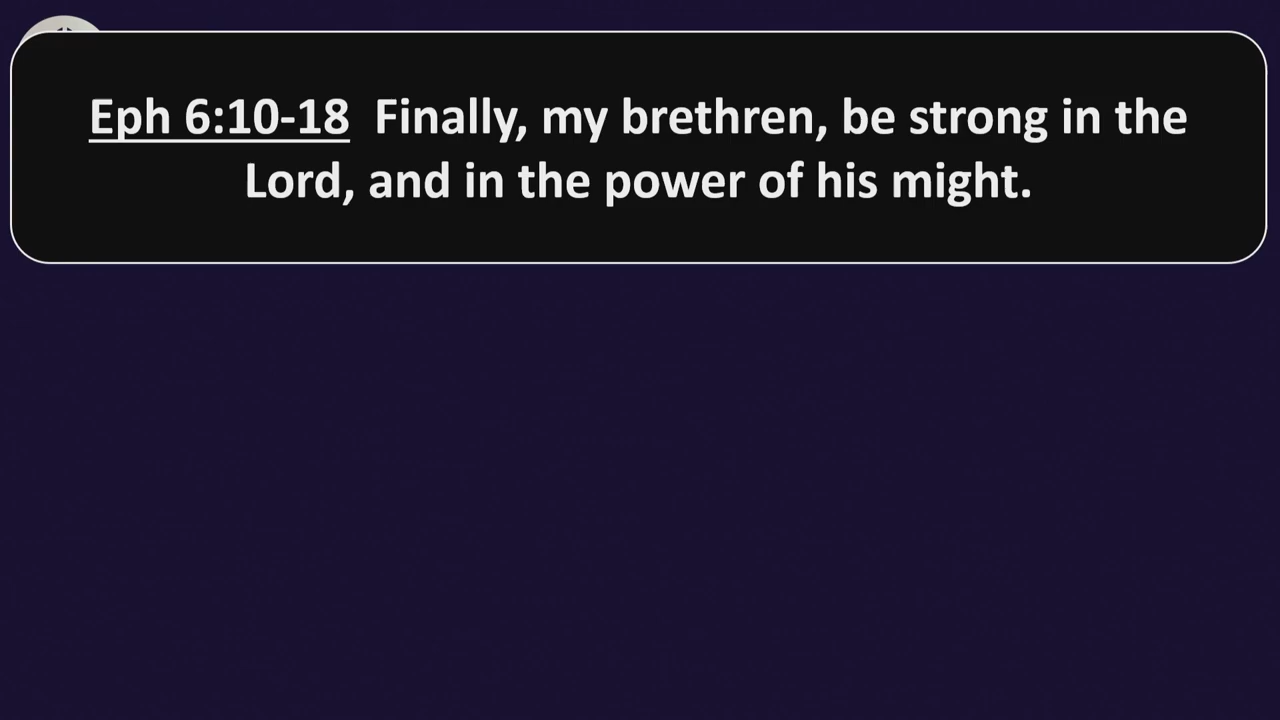 Eph 6:10-18  Finally, my brethren, be strong in the
Lord, and in the power of his might.